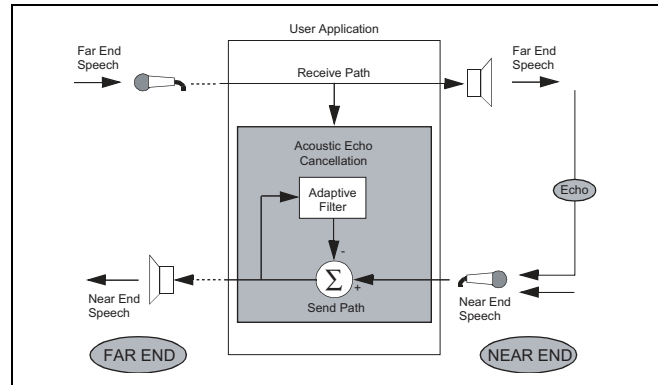 User Application
Far End
Speech
Receive Path
Far End
Speech
Acoustic Echo
Cancellation
Adaptive
Filter
Echo
-
Σ
+
Near End
Speech
Send Path
Near End
Speech
FAR END
NEAR END